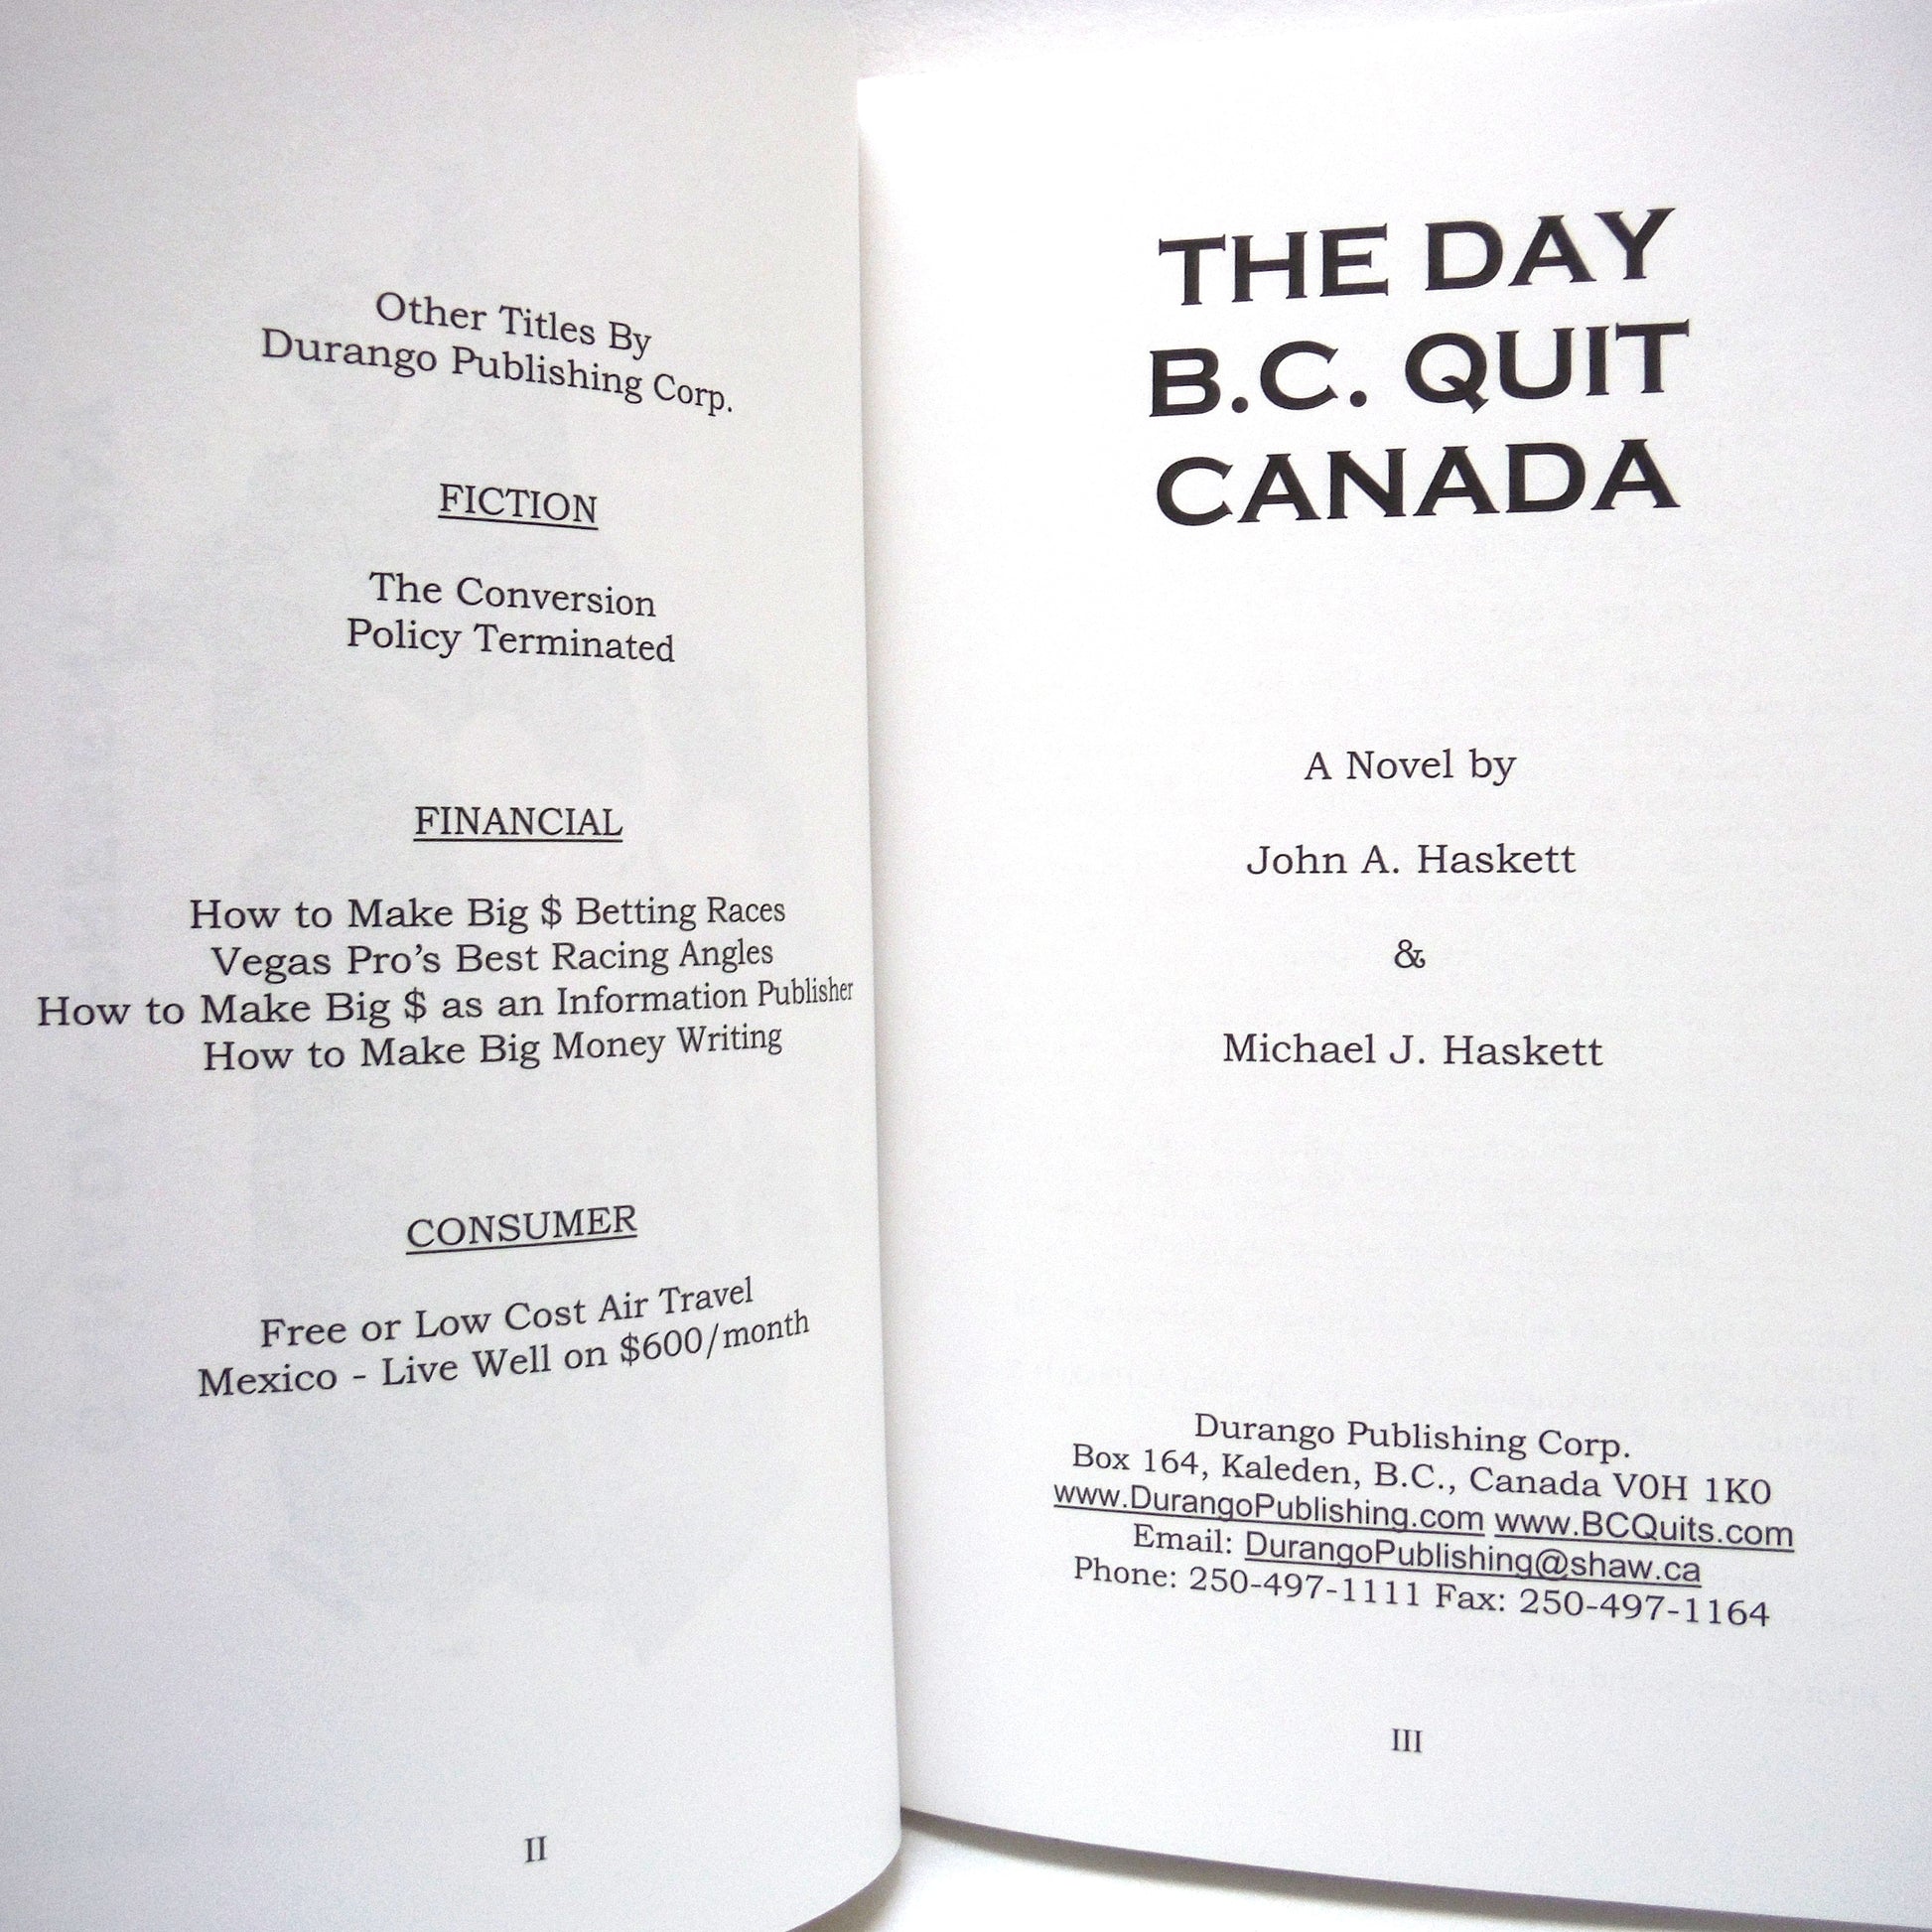 Other Titles By
Durango Publishing Corp.
FICTION
The Conversion
Policy Terminated
FINANCIAL
How to Make Big $ Betting Races
Vegas Pro's Best Racing Angles
How to Make Big $ as an Information Publisher
How to Make Big Money Writing
CONSUMER
Free or Low Cost Air Travel
Mexico - Live Well on $600/month
II
THE DAY
B.C. QUIT
CANADA
A Novel by
John A. Haskett
&
Michael J. Haskett
Durango Publishing Corp.
Box 164, Kaleden, B.C., Canada V0H 1K0
www.DurangoPublishing.com www.BCQuits.com
Email: DurangoPublishing@shaw.ca
Phone: 250-497-1111 Fax: 250-497-1164
III